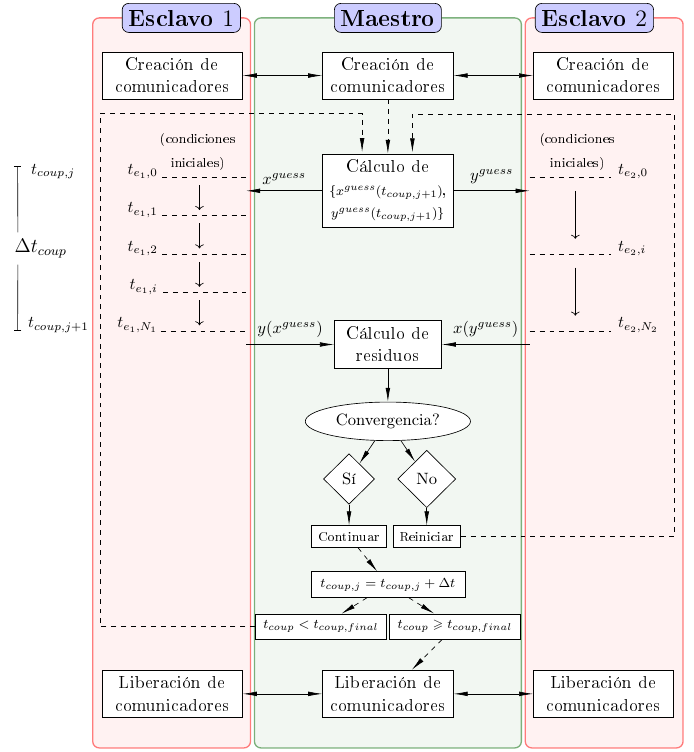 Esclavo 1
Maestro
Esclavo 2
Creación de
comunicadores
Creación de
comunicadores
Creación de
comunicadores
(condiciones
iniciales)
(condiciones
iniciales)
t_{coup,j}
Δt_{coup}
t_{coup,j+1}
t_{e_1,0}
t_{e_1,1}
t_{e_1,2}
t_{e_1,i}
t_{e_1,N_1}
x^{guess}
Cálculo de
{x^{guess}(t_{coup,j+1}),
y^{guess}(t_{coup,j+1})}
y^{guess}
t_{e_2,0}
t_{e_2,i}
t_{e_2,N_2}
y(x^{guess})
Cálculo de
residuos
x(y^{guess})
Convergencia?
Sí
No
Continuar
Reiniciar
t_{coup,j} = t_{coup,j} + Δt
t_{coup} < t_{coup,final}
t_{coup} ⩾ t_{coup,final}
Liberación de
comunicadores
Liberación de
comunicadores
Liberación de
comunicadores